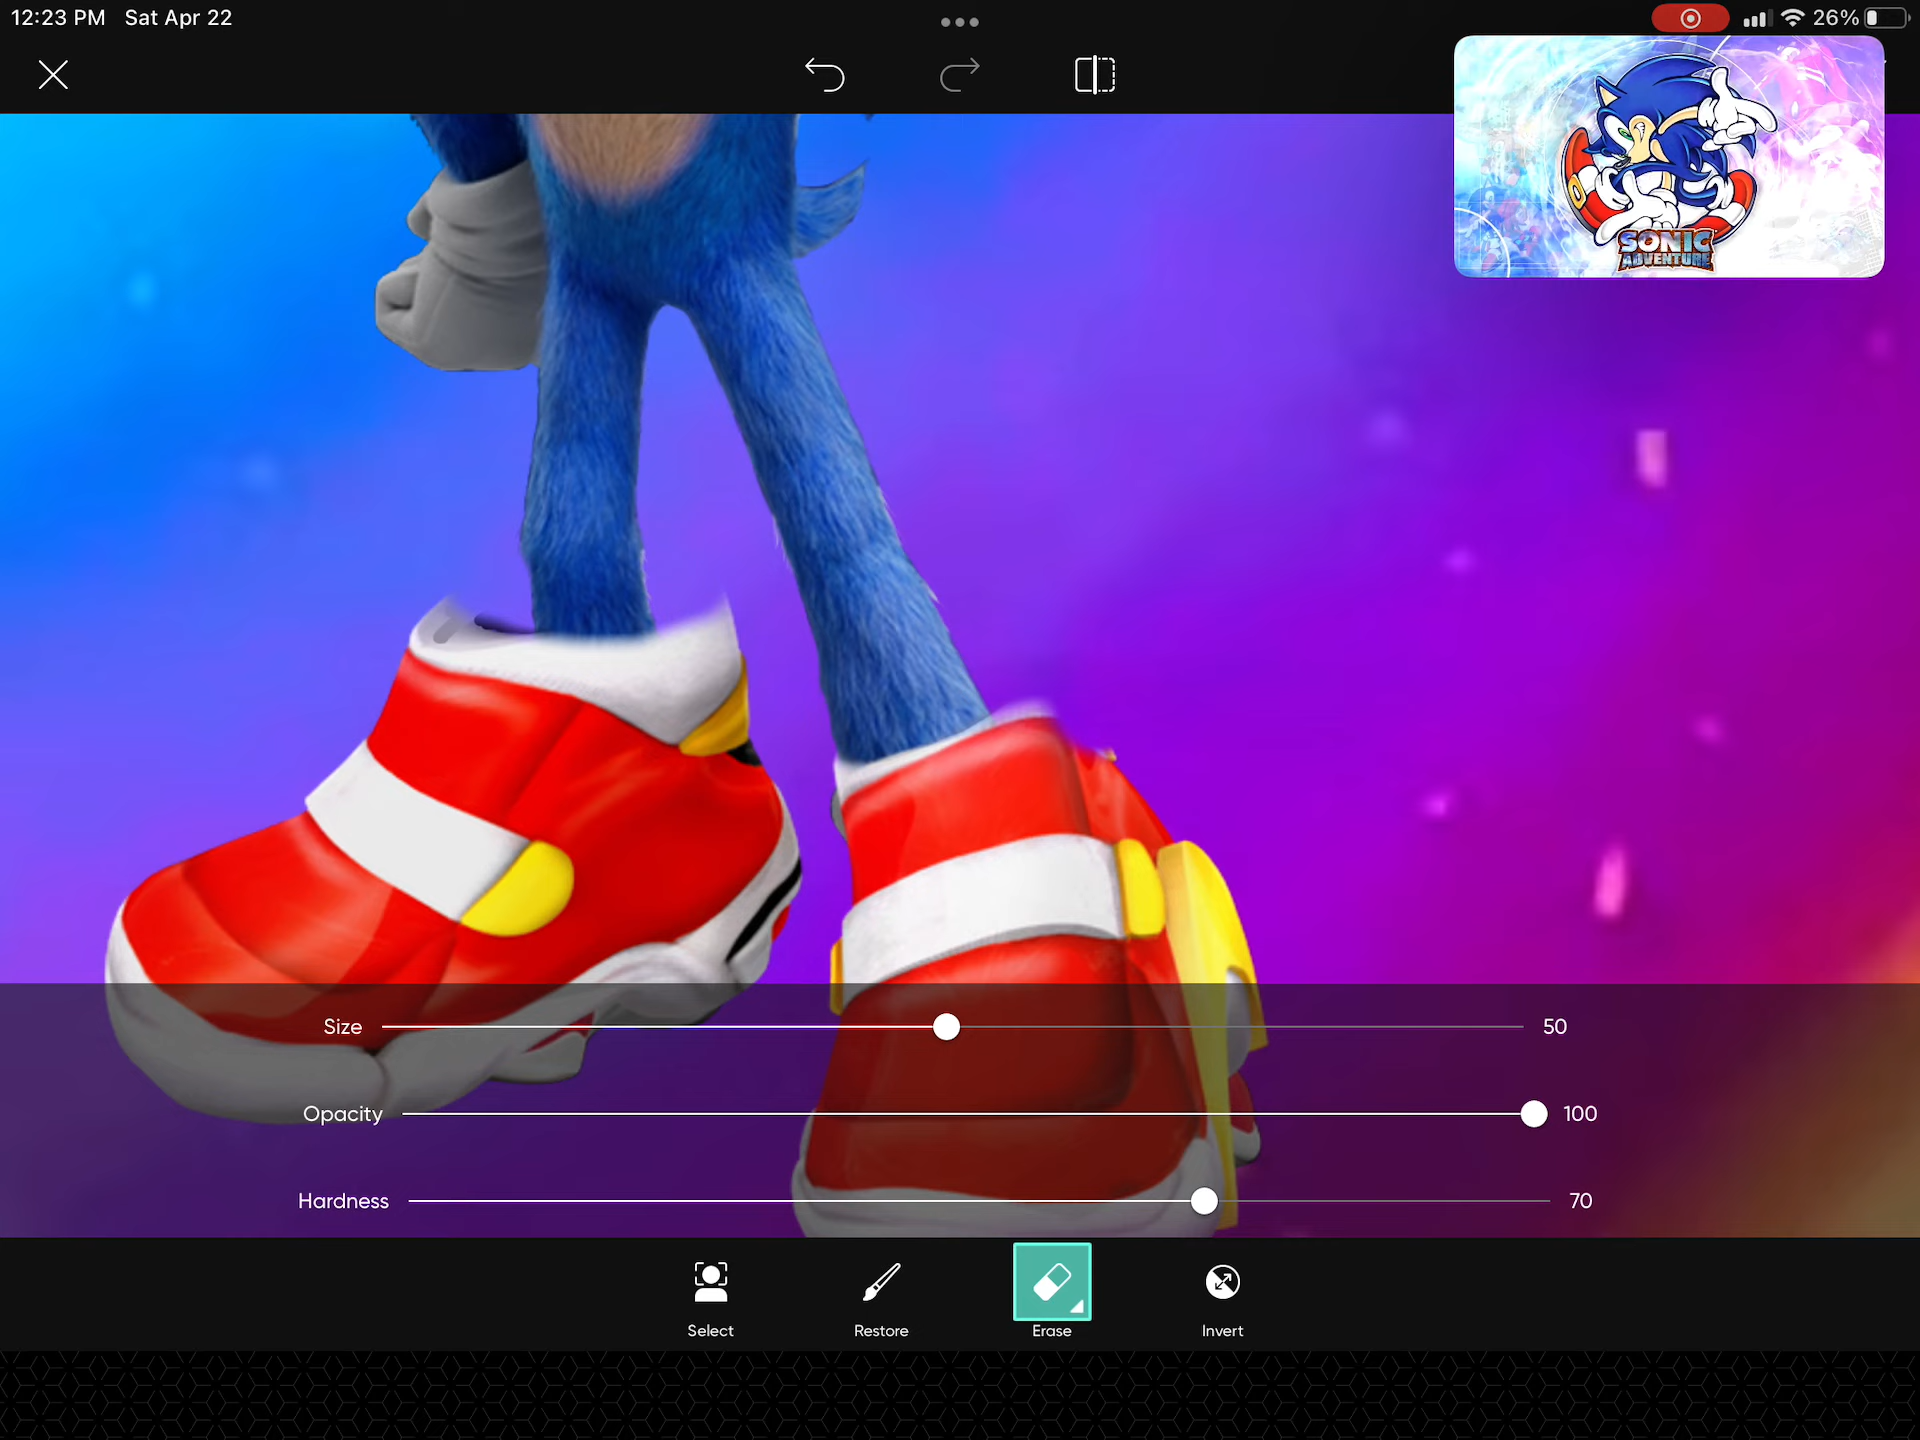 12:23 PM Sat Apr 22
26%
SONIC
ADVENTURE
Size 50
Opacity 100
Hardness 70
Select Restore Erase Invert